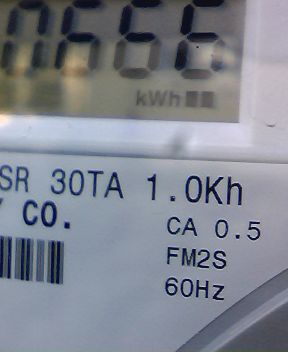 kWh
SR 30TA 1.0Kh
Y CO.
CA 0.5
FM2S
60Hz